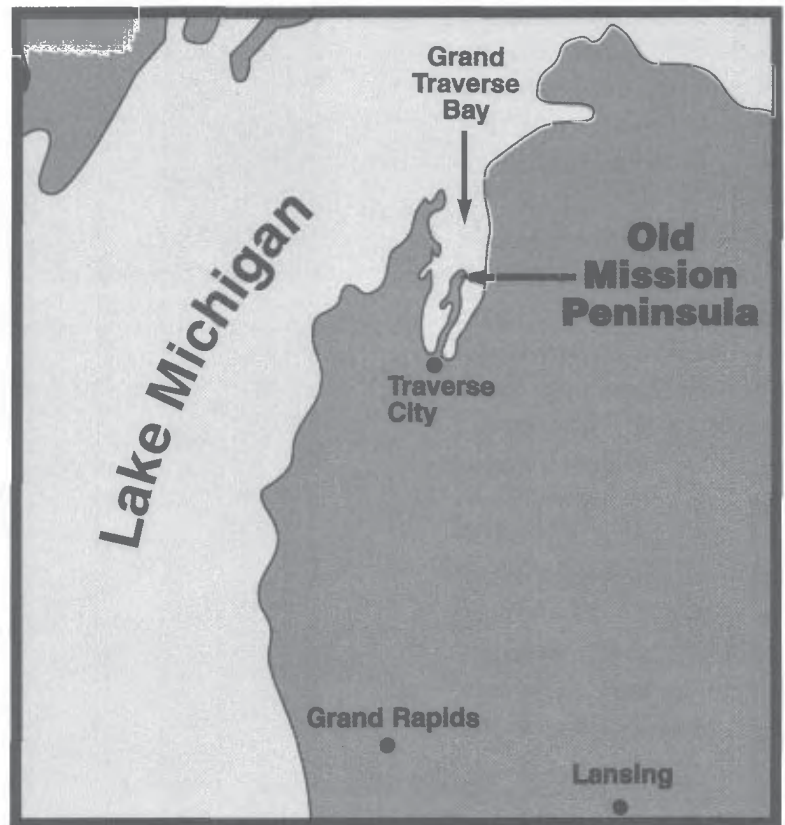 Grand
Traverse
Bay
Old
Mission
Peninsula
Lake Michigan
Traverse
City
Grand Rapids
Lansing